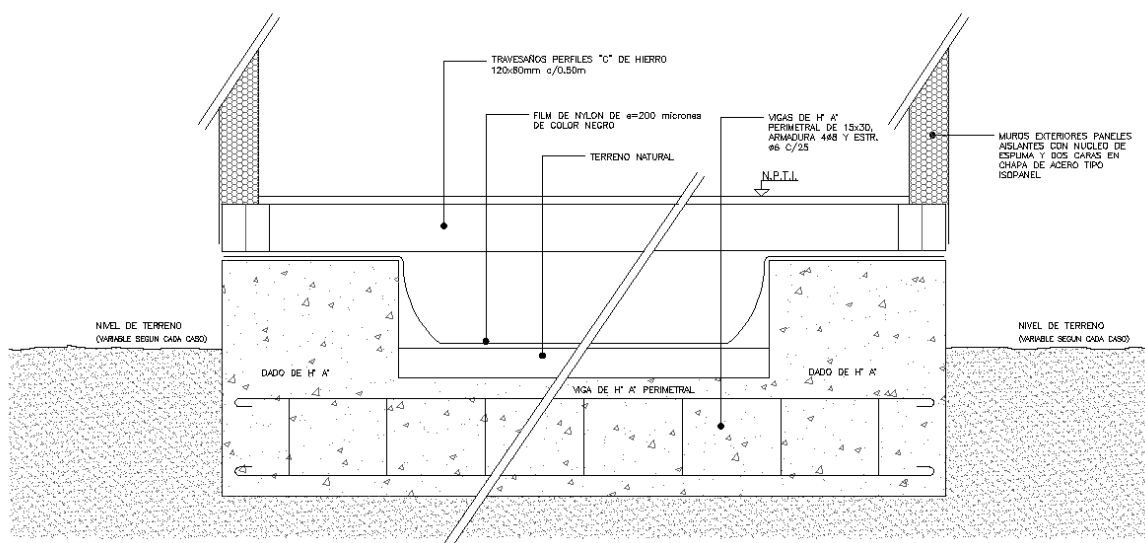 TRAVESAÑOS PERFILES "C" DE HIERRO
120x60mm c/0.50m
FILM DE NYLON DE e=200 micrones
DE COLOR NEGRO
TERRENO NATURAL
VIGAS DE H° A°
PERIMETRAL DE 15x30,
ARMADURA 4ø8 Y ESTR.
ø6 C/25
N.P.T.I.
MUROS EXTERIORES PANELES
AISLANTES CON NUCLEO DE
ESPUMA Y DOS CARAS EN
CHAPA DE ACERO TIPO
ISOPANEL
NIVEL DE TERRENO
(VARIABLE SEGUN CADA CASO)
NIVEL DE TERRENO
(VARIABLE SEGUN CADA CASO)
DADO DE H° A°
DADO DE H° A°
VIGA DE H° A° PERIMETRAL